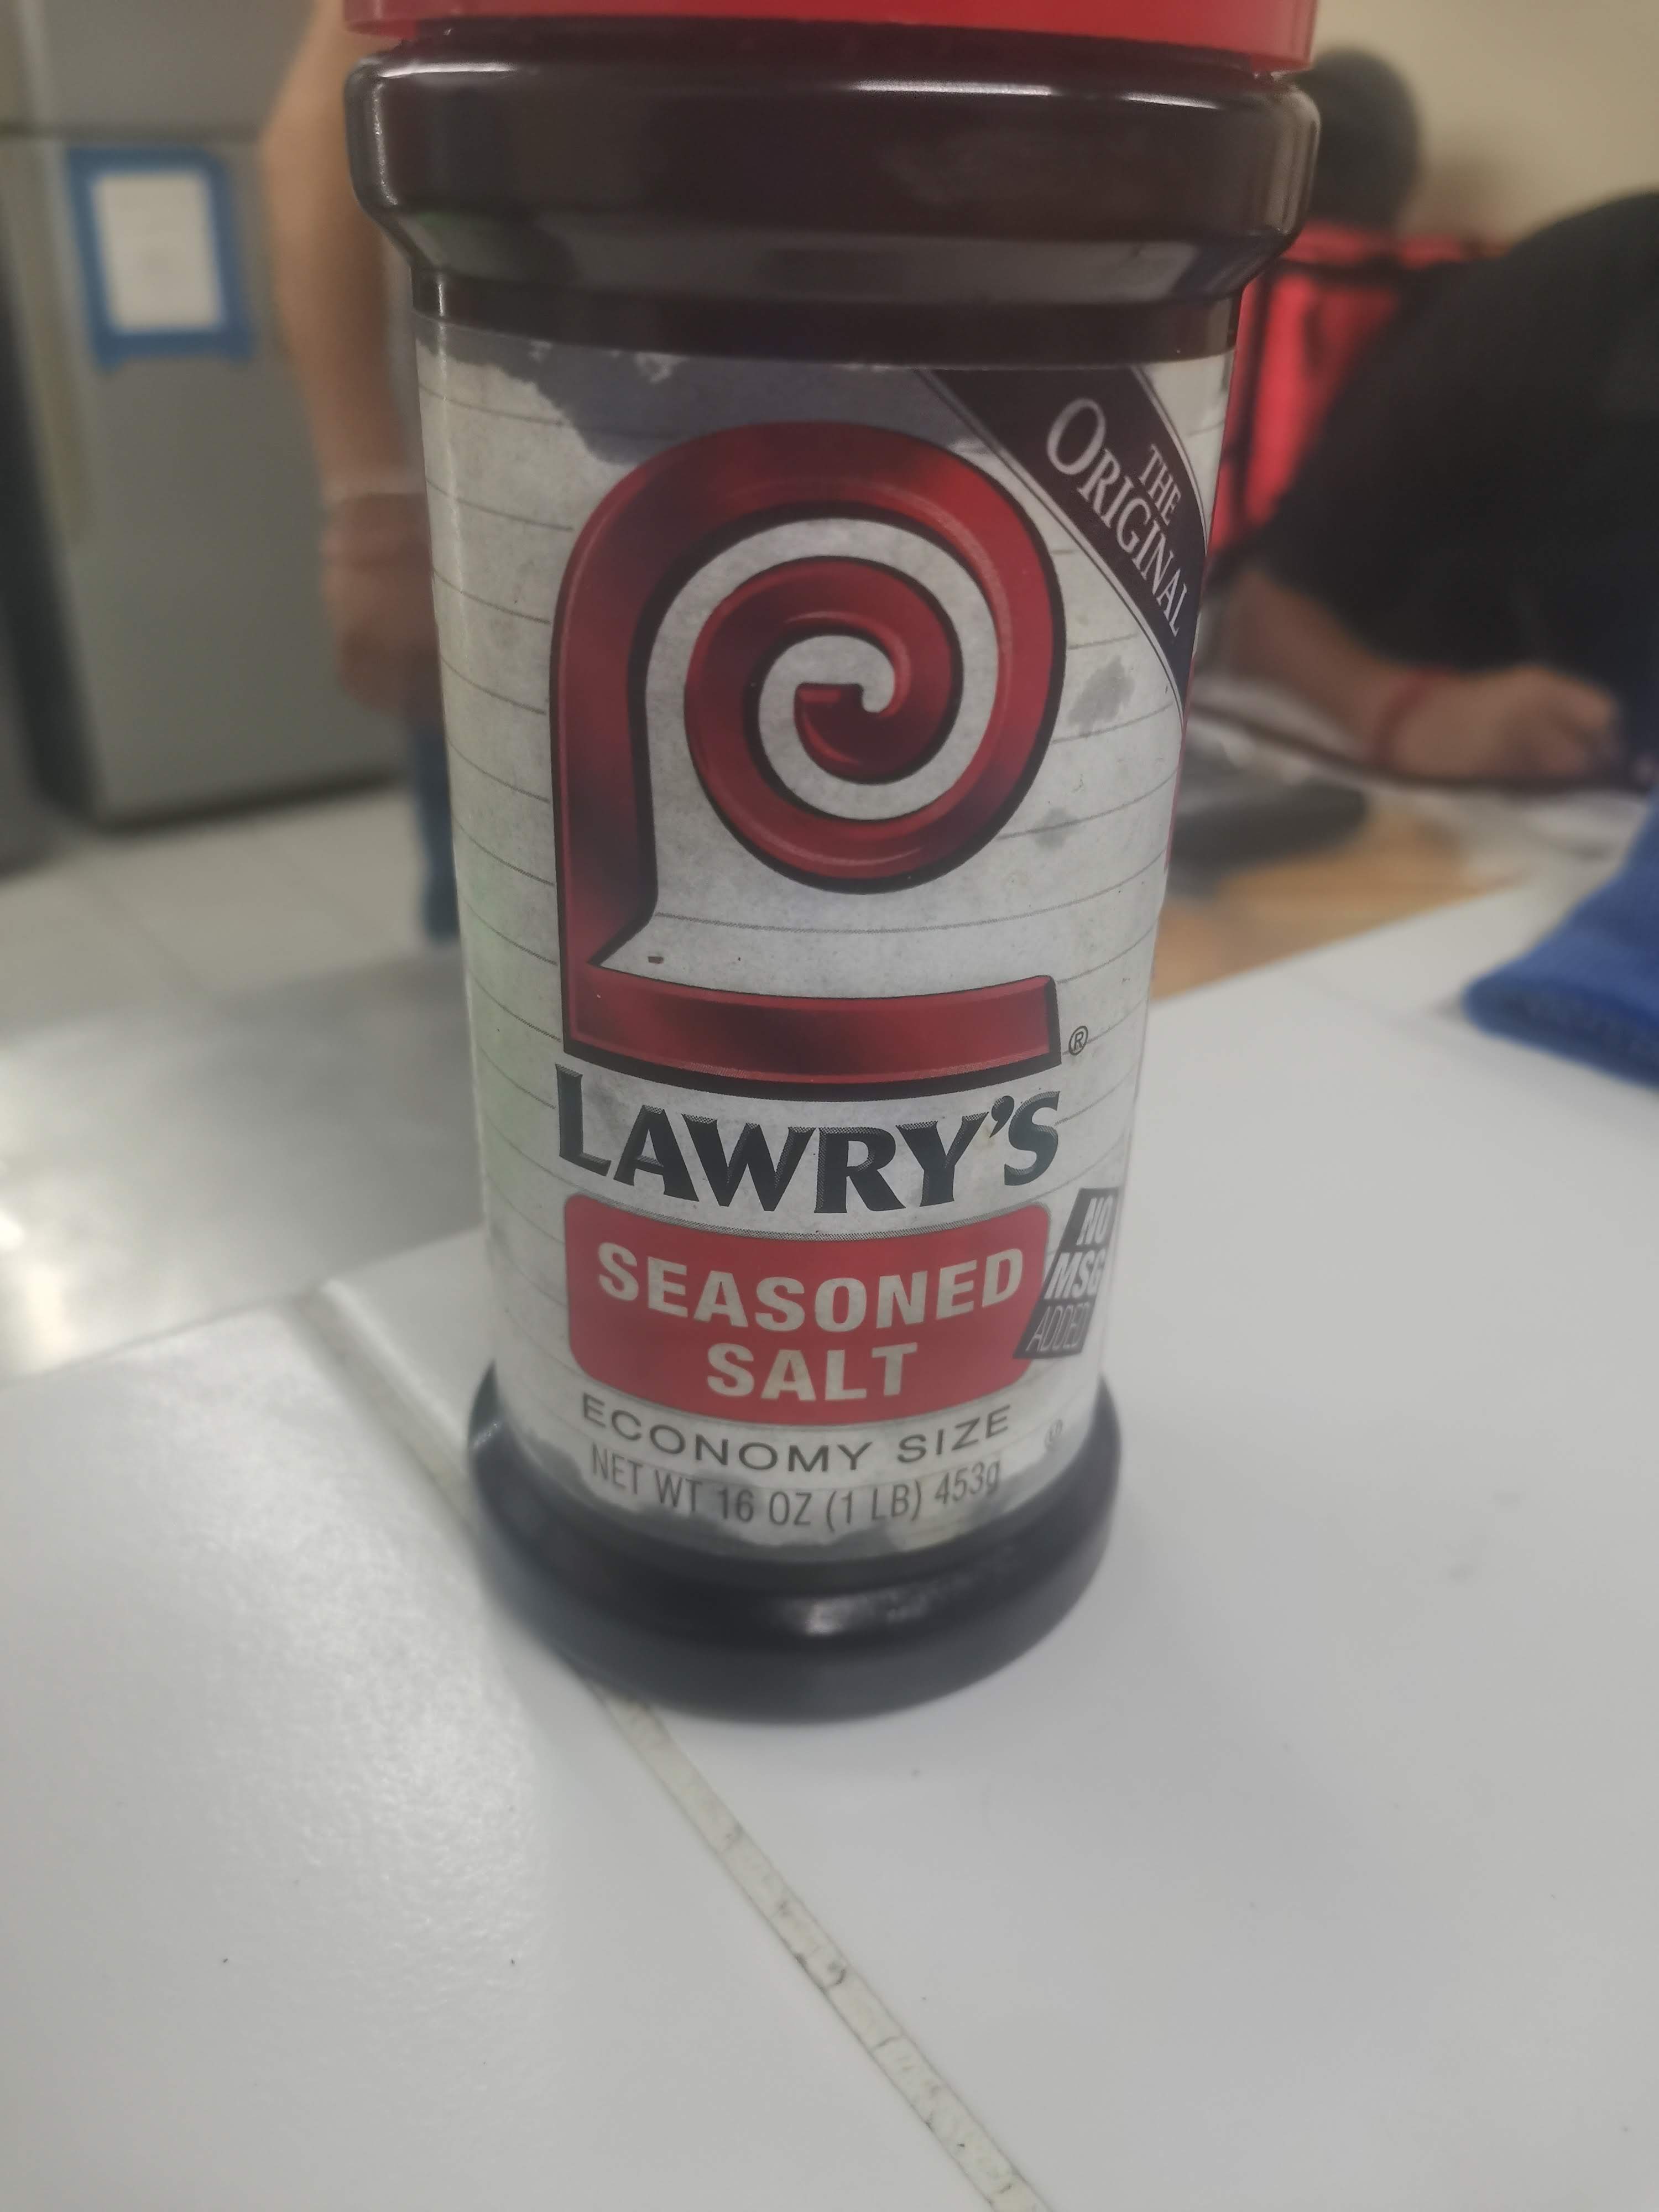 THE
ORIGINAL
®
LAWRY'S
SEASONED
SALT
NO
MSG
ADDED
ECONOMY SIZE
NET WT 16 OZ (1 LB) 453g